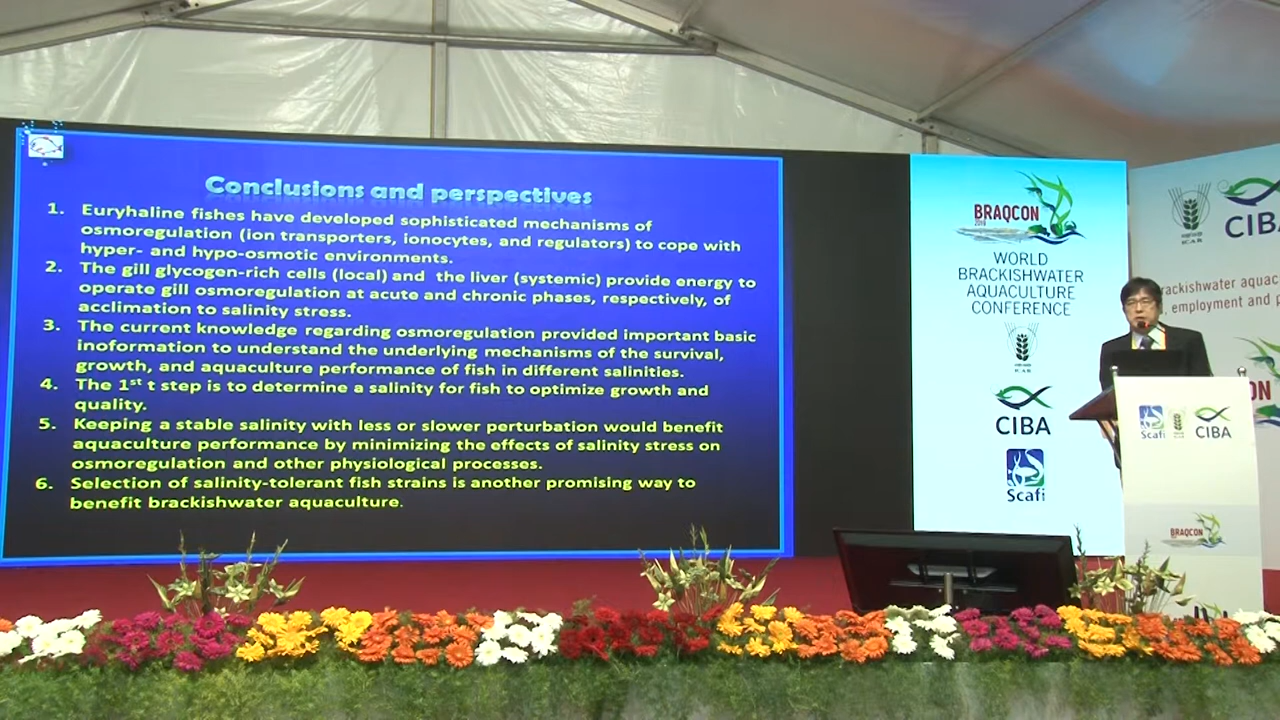 Conclusions and perspectives
1. Euryhaline fishes have developed sophisticated mechanisms of
osmoregulation (iom transporters, ionocytes, and regulators) to cope with
hyper- and hypo-osmotic environments.
2. The gill glycogen-rich cells (local) and the liver (systemic) provide energy to
operate gill osmoregulation at acute and chronic phases, respectively, of
acclimation to salinity stress.
3. The current knowledge regarding osmoregulation provided important basic
inoformation to understand the underlying mechanisms of the survival,
growth, and aquaculture performance of fish in different salinities.
4. The 1st t step is to determine a salinity for fish to optimize growth and
quality.
5. Keeping a stable salinity with less or slower perturbation would benefit
aquaculture performance by minimizing the effects of salinity stress on
osmoregulation and other physiological processes.
6. Selection of salinity-tolerant fish strains is another promising way to
benefit brackishwater aquaculture.
BRAQCON
2019
WORLD
BRACKISHWATER
AQUACULTURE
CONFERENCE
ICAR
CIBA
Scafi
ICAR
CIBA
rackishwater aquac
, employment and p
ON
Scafi
CIBA
BRAQCON